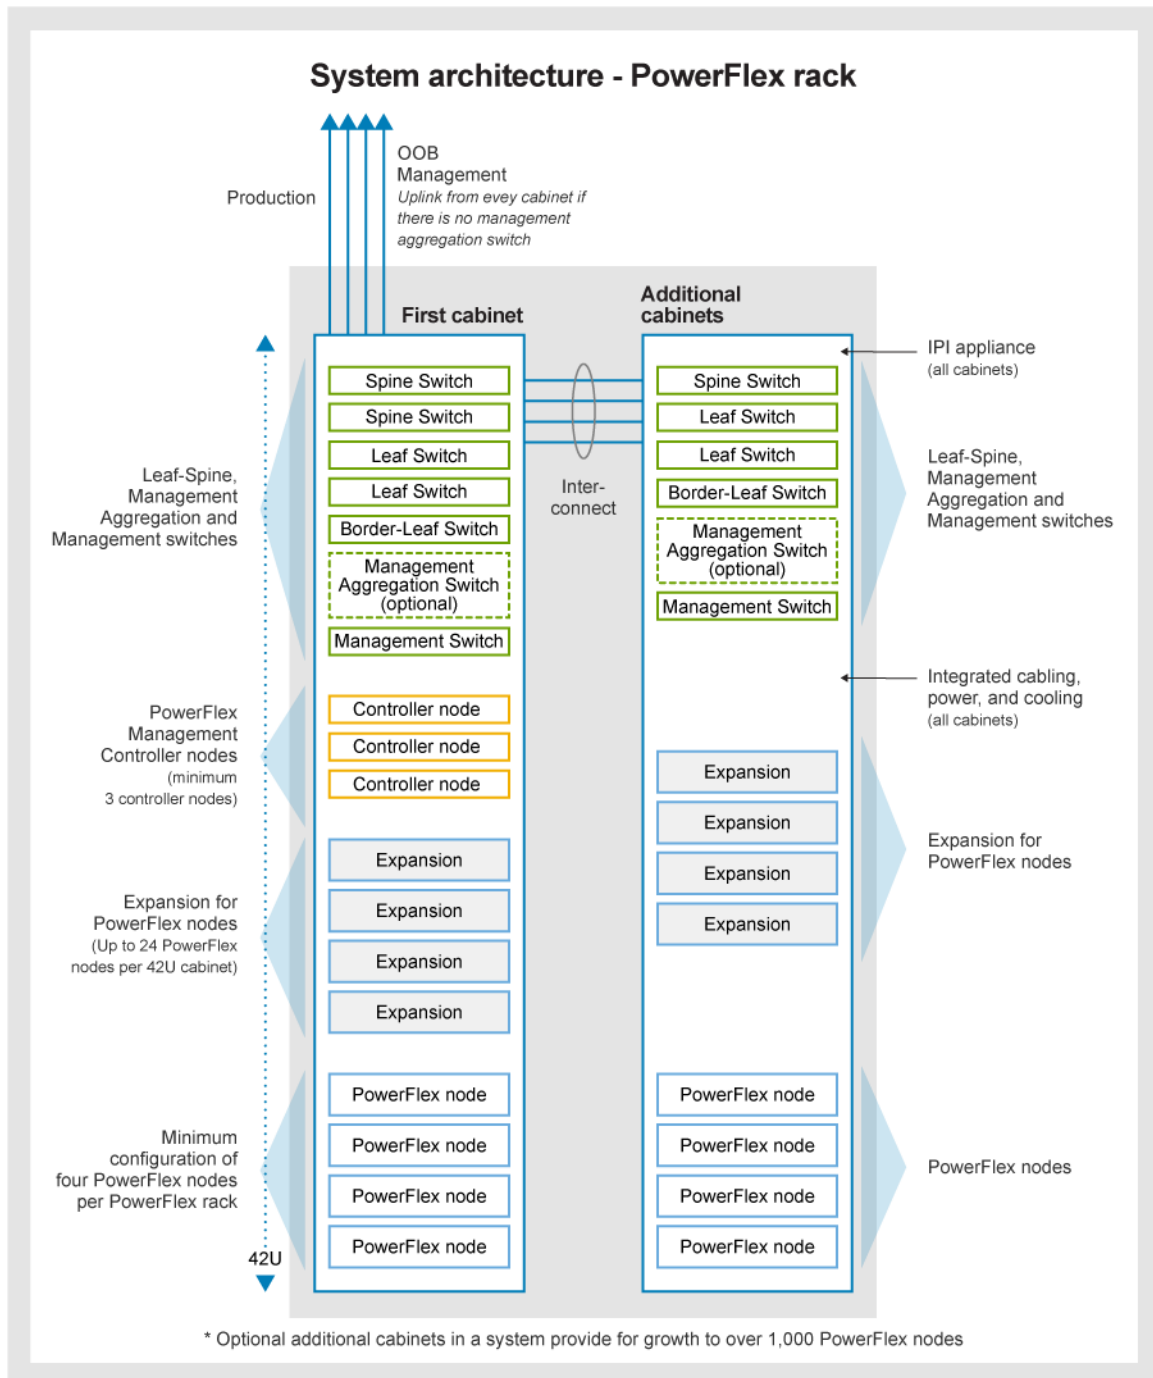 System architecture - PowerFlex rack
OOB
Management
Uplink from evey cabinet if
there is no management
aggregation switch
Production
First cabinet
Additional
cabinets
Spine Switch
Spine Switch
Leaf Switch
Leaf Switch
Border-Leaf Switch
Management
Aggregation Switch
(optional)
Management Switch
Controller node
Controller node
Controller node
Expansion
Expansion
Expansion
Expansion
PowerFlex node
PowerFlex node
PowerFlex node
PowerFlex node
Inter-
connect
Spine Switch
Leaf Switch
Leaf Switch
Border-Leaf Switch
Management
Aggregation Switch
(optional)
Management Switch
Expansion
Expansion
Expansion
Expansion
PowerFlex node
PowerFlex node
PowerFlex node
PowerFlex node
Leaf-Spine,
Management
Aggregation and
Management switches
PowerFlex
Management
Controller nodes
(minimum
3 controller nodes)
Expansion for
PowerFlex nodes
(Up to 24 PowerFlex
nodes per 42U cabinet)
Minimum
configuration of
four PowerFlex nodes
per PowerFlex rack
42U
IPI appliance
(all cabinets)
Leaf-Spine,
Management
Aggregation and
Management switches
Integrated cabling,
power, and cooling
(all cabinets)
Expansion for
PowerFlex nodes
PowerFlex nodes
* Optional additional cabinets in a system provide for growth to over 1,000 PowerFlex nodes